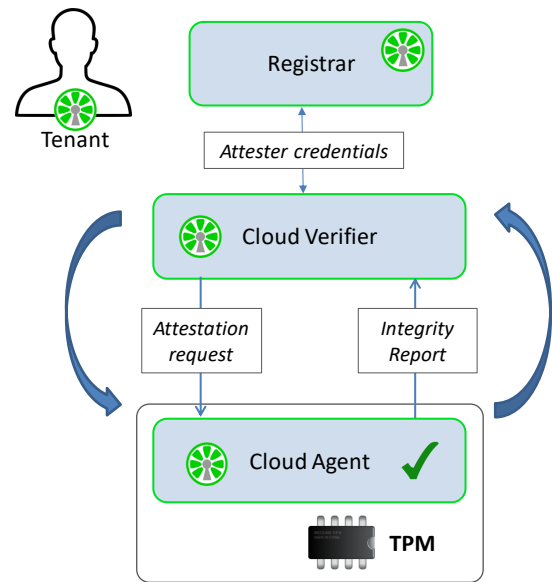 Registrar
Tenant
Attester credentials
Cloud Verifier
Attestation
request
Integrity
Report
Cloud Agent
TPM